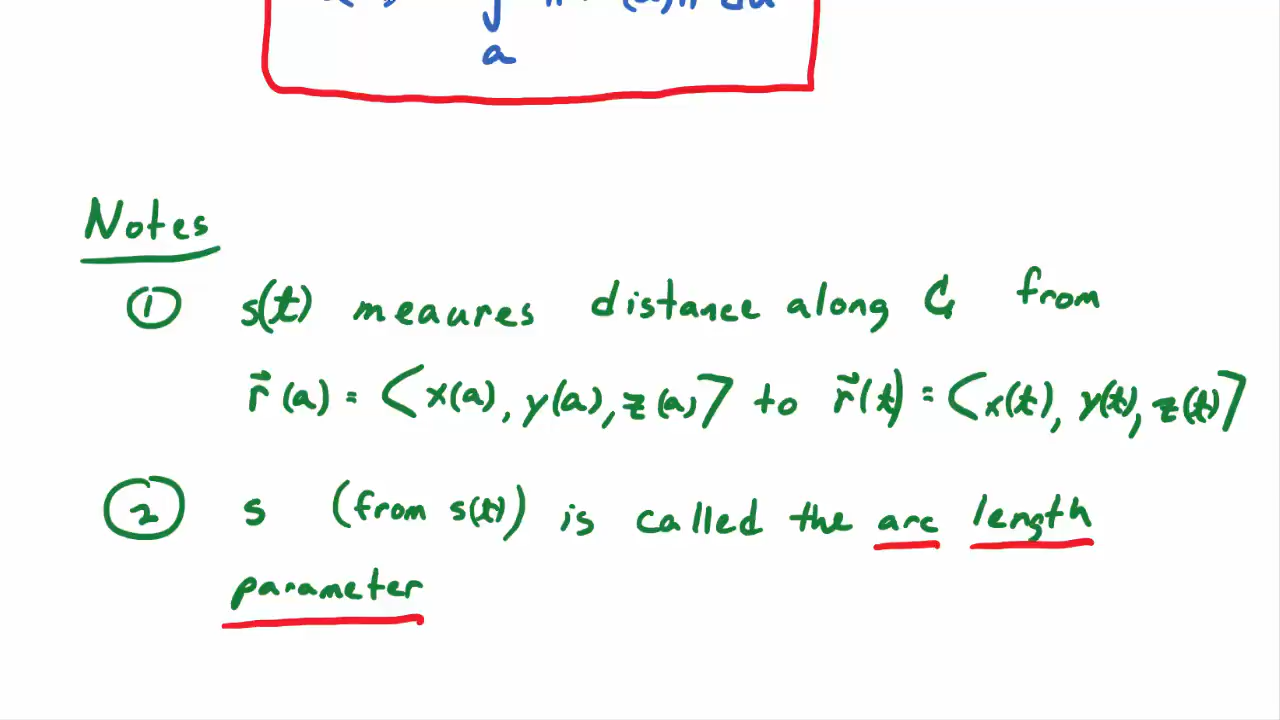 a
Notes
① s(t) meaures distance along C from
r⃗(a) = ⟨x(a), y(a), z(a)⟩ to r⃗(t) = ⟨x(t), y(t), z(t)⟩
② s (from s(t)) is called the arc length
parameter